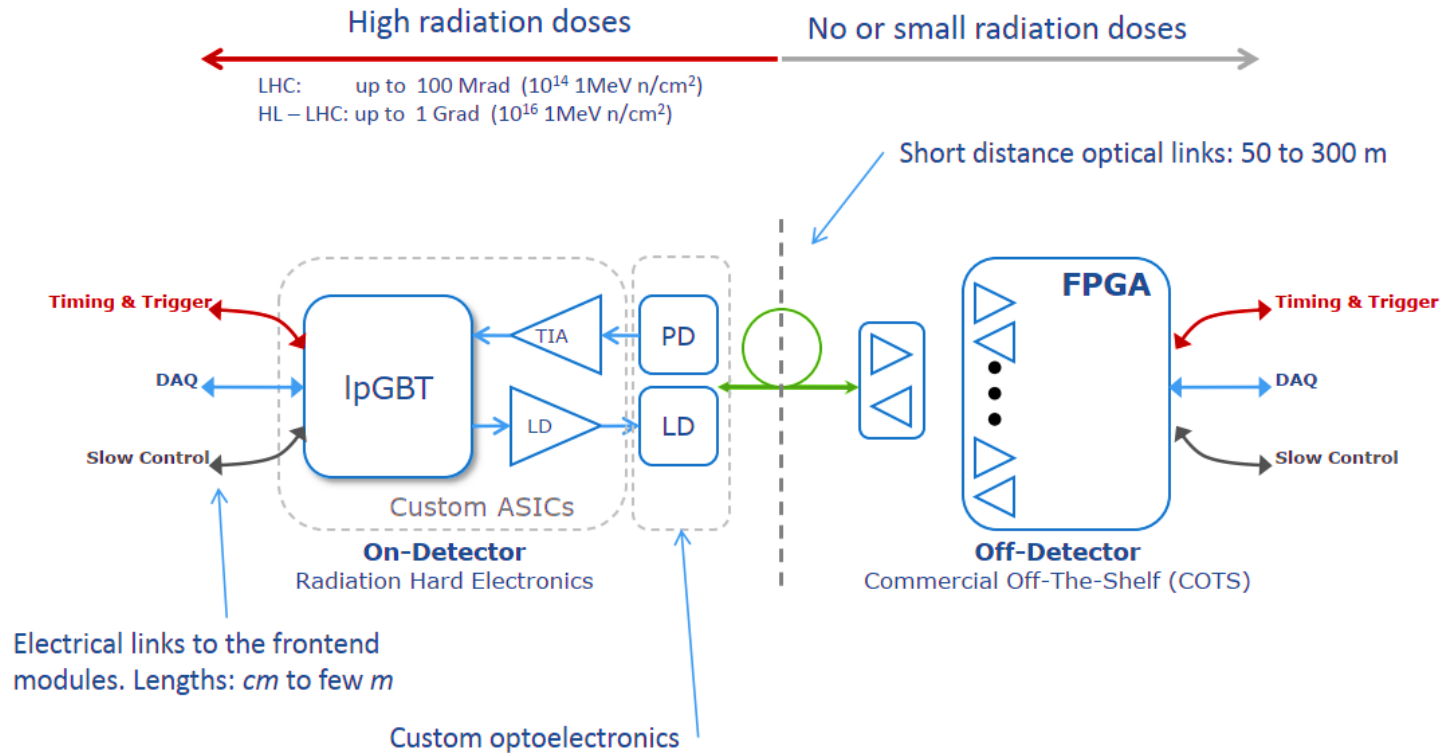 High radiation doses
No or small radiation doses
LHC: up to 100 Mrad (10¹⁴ 1MeV n/cm²)
HL – LHC: up to 1 Grad (10¹⁶ 1MeV n/cm²)
Short distance optical links: 50 to 300 m
Timing & Trigger
DAQ
Slow Control
lpGBT
TIA
LD
PD
LD
Custom ASICs
On-Detector
Radiation Hard Electronics
FPGA
Timing & Trigger
DAQ
Slow Control
Off-Detector
Commercial Off-The-Shelf (COTS)
Electrical links to the frontend
modules. Lengths: cm to few m
Custom optoelectronics